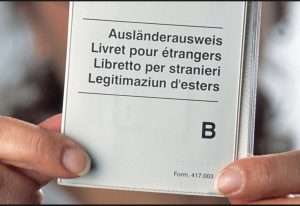 Ausländerausweis
Livret pour étrangers
Libretto per stranieri
Legitimaziun d'esters
B
Form. 417.003